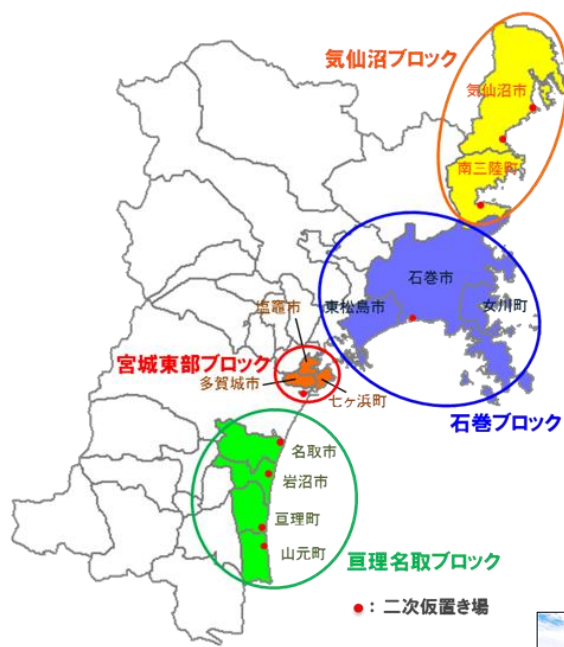 気仙沼ブロック
気仙沼市
南三陸町
石巻市
東松島市
女川町
塩竈市
宮城東部ブロック
多賀城市
七ヶ浜町
石巻ブロック
名取市
岩沼市
亘理町
山元町
亘理名取ブロック
●：二次仮置き場